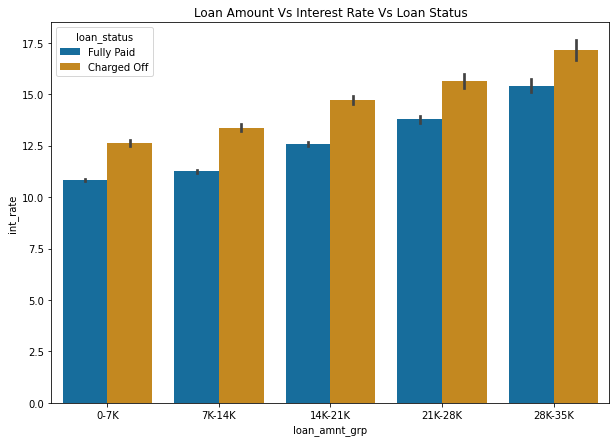 Loan Amount Vs Interest Rate Vs Loan Status
loan_status
Fully Paid
Charged Off
int_rate
17.5
15.0
12.5
10.0
7.5
5.0
2.5
0.0
0-7K 7K-14K 14K-21K 21K-28K 28K-35K
loan_amnt_grp